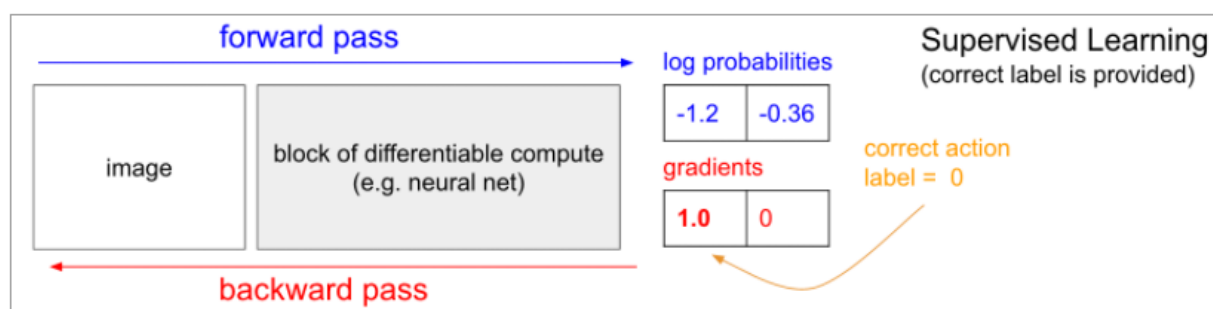 forward pass
Supervised Learning
(correct label is provided)
log probabilities
-1.2 -0.36
image
block of differentiable compute
(e.g. neural net)
correct action
label = 0
gradients
1.0 0
backward pass